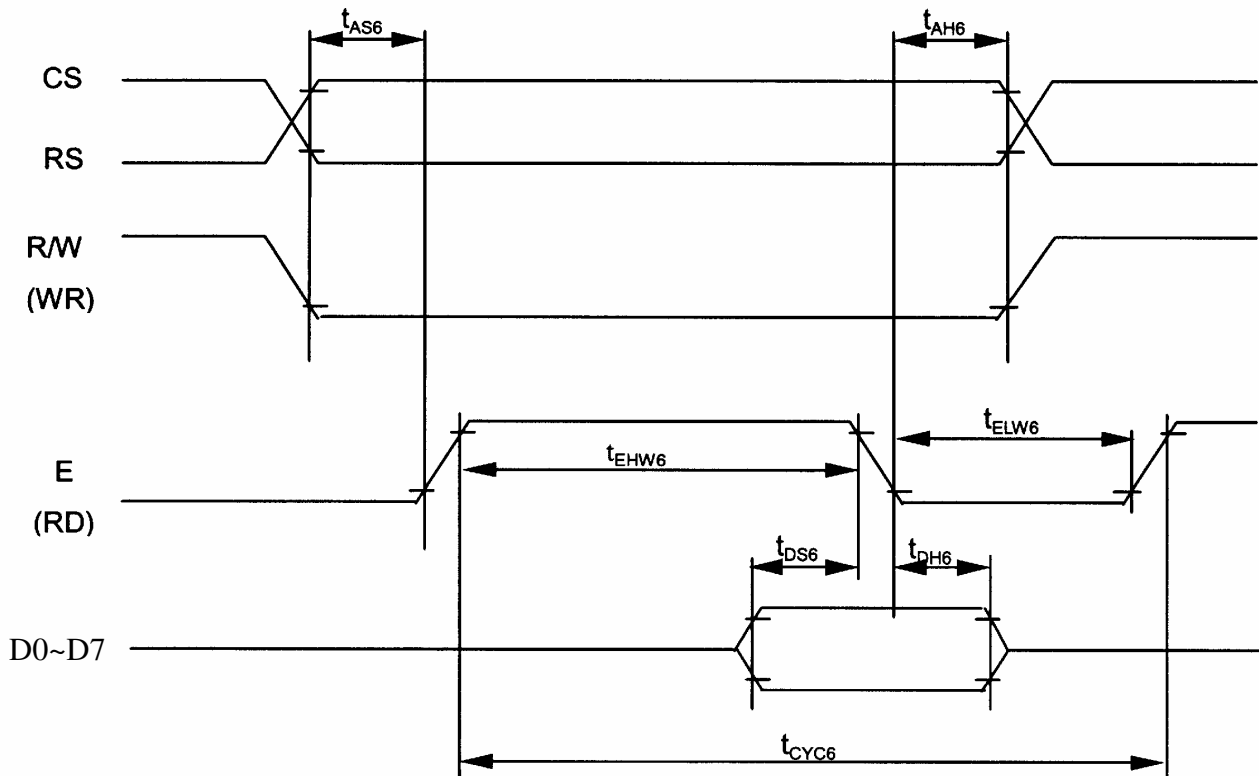 tAS6
tAH6
CS
RS
R/W
(WR)
tELW6
tEHW6
E
(RD)
tDS6
tDH6
D0~D7
tCYC6